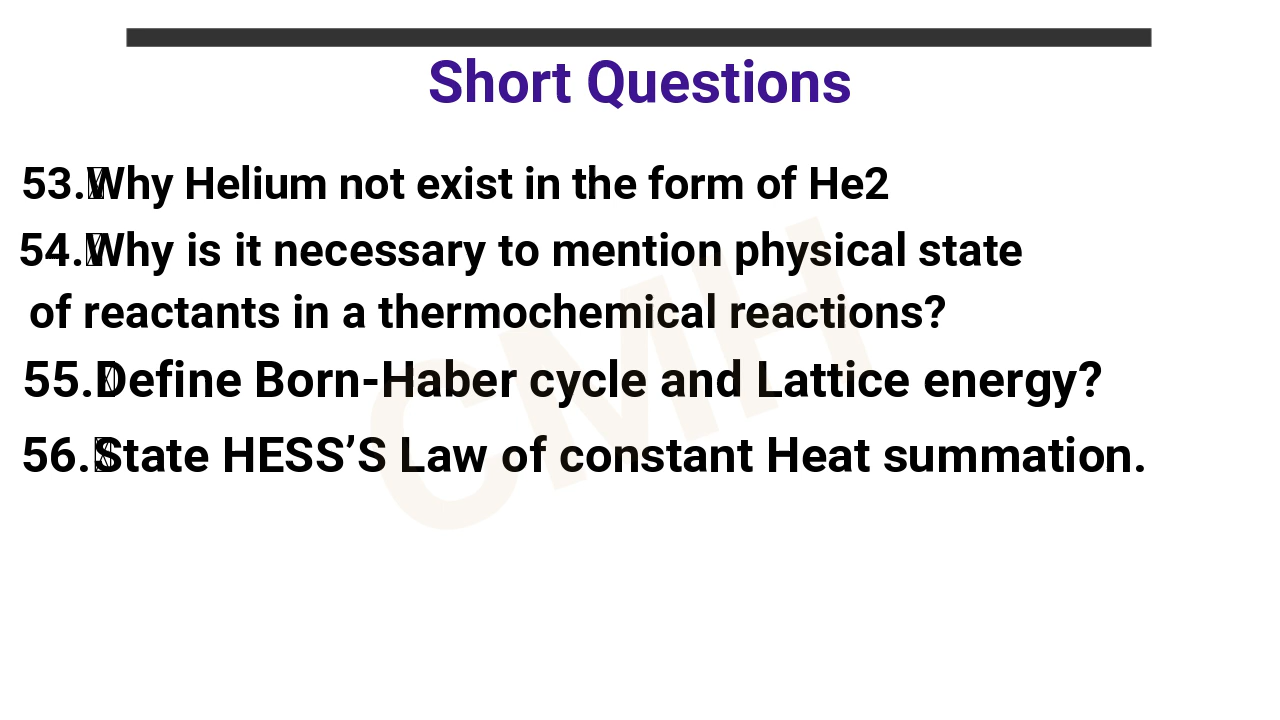 Short Questions
53.Why Helium not exist in the form of He2
54.Why is it necessary to mention physical state
of reactants in a thermochemical reactions?
55.Define Born-Haber cycle and Lattice energy?
56.State HESS’S Law of constant Heat summation.
CMH